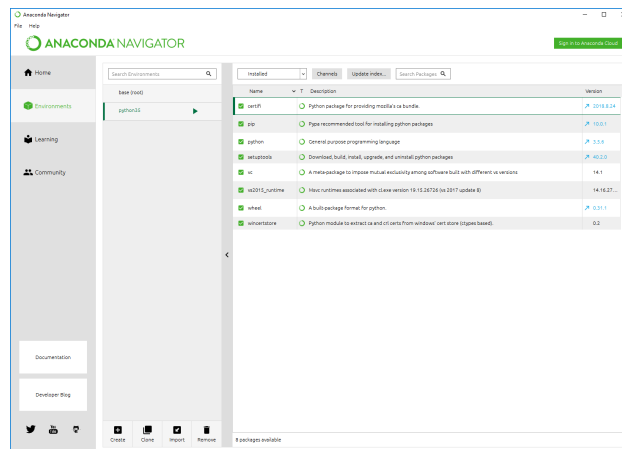 Anaconda Navigator
File Help
ANACONDA NAVIGATOR
Sign in to Anaconda Cloud
Home
Environments
Learning
Community
Documentation
Developer Blog
You Tube
Search Environments
base (root)
python35
Create Clone Import Remove
Installed Channels Update index... Search Packages
Name T Description Version
certifi Python package for providing mozilla's ca bundle. 2018.8.24
pip Pypa recommended tool for installing python packages 10.0.1
python General purpose programming language 3.5.6
setuptools Download, build, install, upgrade, and uninstall python packages 40.2.0
vc A meta-package to impose mutual exclusivity among software built with different vs versions 14.1
vs2015_runtime Msvc runtimes associated with cl.exe version 19.15.26726 (vs 2017 update 8) 14.16.27...
wheel A built-package format for python. 0.31.1
wincertstore Python module to extract ca and crl certs from windows' cert store (ctypes based). 0.2
8 packages available